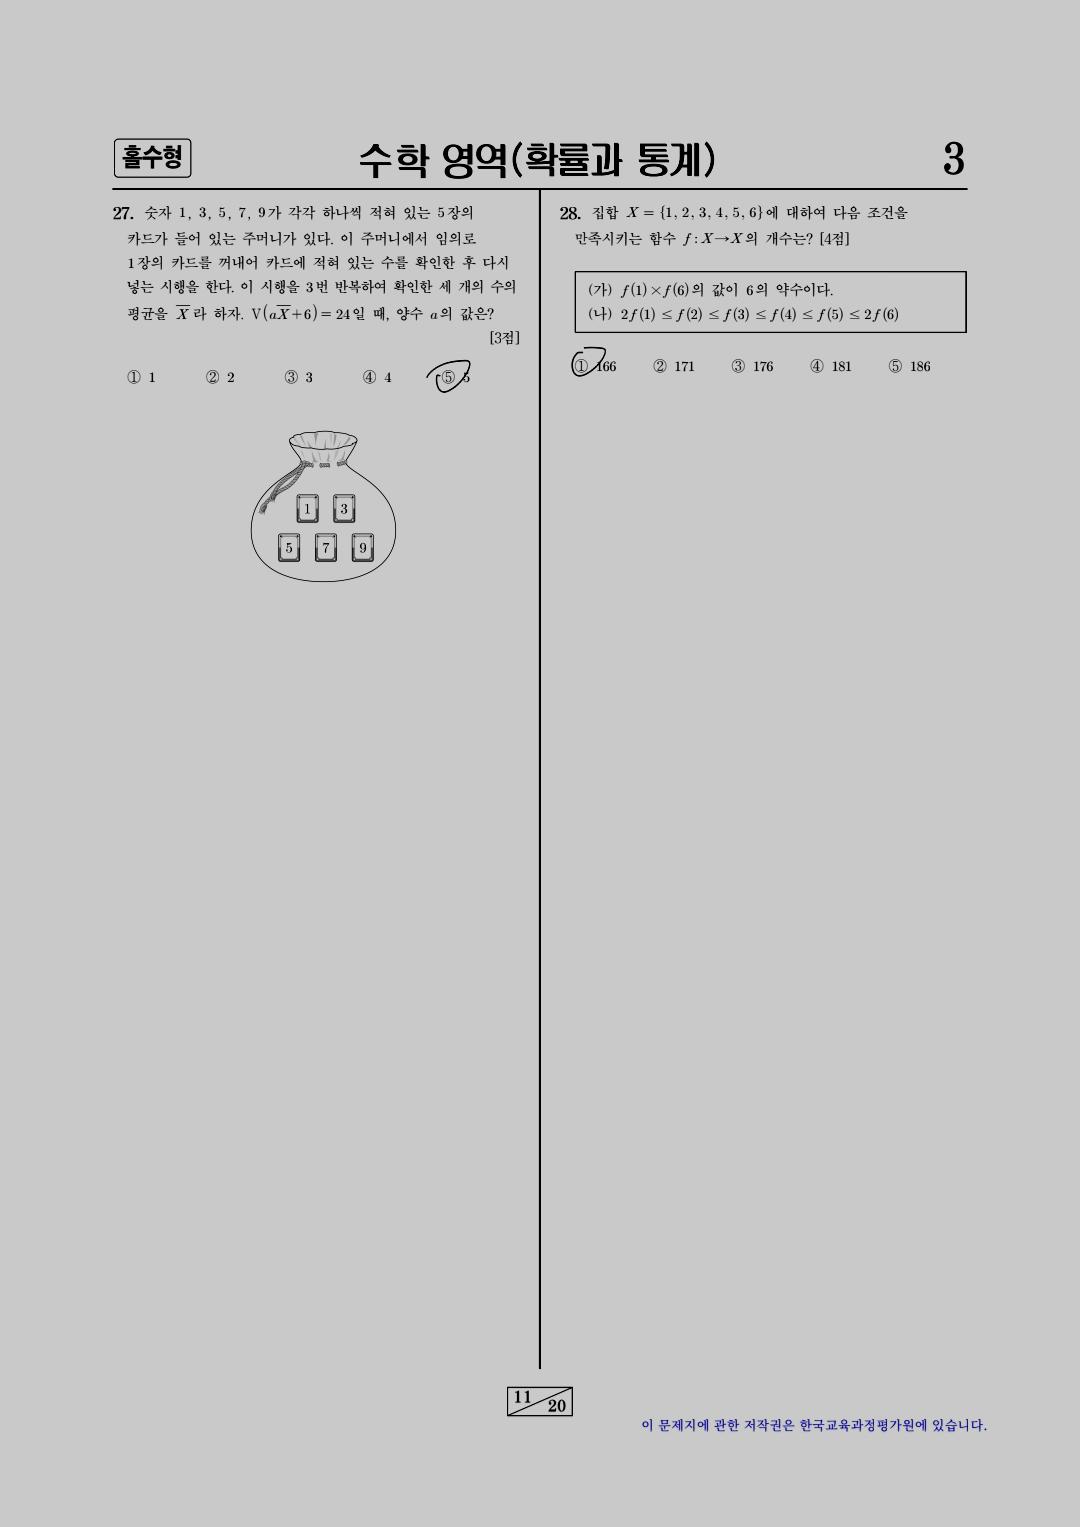 홀수형
수학 영역(확률과 통계)
3
27. 숫자 1, 3, 5, 7, 9가 각각 하나씩 적혀 있는 5장의
카드가 들어 있는 주머니가 있다. 이 주머니에서 임의로
1장의 카드를 꺼내어 카드에 적혀 있는 수를 확인한 후 다시
넣는 시행을 한다. 이 시행을 3번 반복하여 확인한 세 개의 수의
평균을 X̅라 하자. V(aX̅+6)=24일 때, 양수 a의 값은?
[3점]
① 1 ② 2 ③ 3 ④ 4 ⑤ 5
1 3
5 7 9
28. 집합 X = {1, 2, 3, 4, 5, 6}에 대하여 다음 조건을
만족시키는 함수 f : X→X의 개수는? [4점]
(가) f(1)×f(6)의 값이 6의 약수이다.
(나) 2f(1) ≤ f(2) ≤ f(3) ≤ f(4) ≤ f(5) ≤ 2f(6)
① 166 ② 171 ③ 176 ④ 181 ⑤ 186
11
20
이 문제지에 관한 저작권은 한국교육과정평가원에 있습니다.